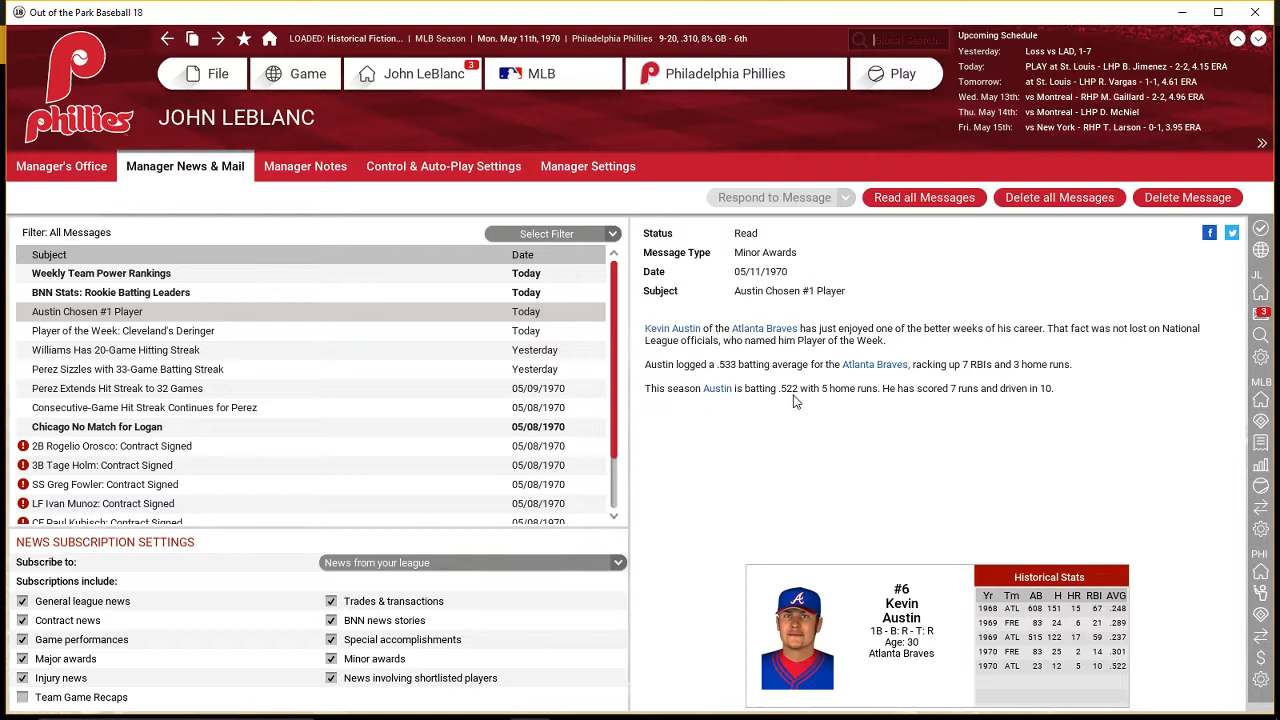 Out of the Park Baseball 18
LOADED: Historical Fiction... | MLB Season | Mon. May 11th, 1970 | Philadelphia Phillies 9-20, .310, 8½ GB - 6th
Global Search...
Upcoming Schedule
Yesterday: Loss vs LAD, 1-7
Today: PLAY at St. Louis - LHP B. Jimenez - 2-2, 4.15 ERA
Tomorrow: at St. Louis - LHP R. Vargas - 1-1, 4.61 ERA
Wed. May 13th: vs Montreal - RHP M. Gaillard - 2-2, 4.96 ERA
Thu. May 14th: vs Montreal - LHP D. McNiel
Fri. May 15th: vs New York - RHP T. Larson - 0-1, 3.95 ERA
File Game John LeBlanc 3 MLB Philadelphia Phillies Play
Phillies
JOHN LEBLANC
Manager's Office Manager News & Mail Manager Notes Control & Auto-Play Settings Manager Settings
Respond to Message Read all Messages Delete all Messages Delete Message
Filter: All Messages Select Filter
Subject Date
Weekly Team Power Rankings Today
BNN Stats: Rookie Batting Leaders Today
Austin Chosen #1 Player Today
Player of the Week: Cleveland's Deringer Today
Williams Has 20-Game Hitting Streak Yesterday
Perez Sizzles with 33-Game Batting Streak Yesterday
Perez Extends Hit Streak to 32 Games 05/09/1970
Consecutive-Game Hit Streak Continues for Perez 05/08/1970
Chicago No Match for Logan 05/08/1970
2B Rogelio Orosco: Contract Signed 05/08/1970
3B Tage Holm: Contract Signed 05/08/1970
SS Greg Fowler: Contract Signed 05/08/1970
LF Ivan Munoz: Contract Signed 05/08/1970
CF Paul Kubisch: Contract Signed 05/08/1970
NEWS SUBSCRIPTION SETTINGS
Subscribe to: News from your league
Subscriptions include:
General league news Trades & transactions
Contract news BNN news stories
Game performances Special accomplishments
Major awards Minor awards
Injury news News involving shortlisted players
Team Game Recaps
Status Read
Message Type Minor Awards
Date 05/11/1970
Subject Austin Chosen #1 Player
Kevin Austin of the Atlanta Braves has just enjoyed one of the better weeks of his career. That fact was not lost on National
League officials, who named him Player of the Week.
Austin logged a .533 batting average for the Atlanta Braves, racking up 7 RBIs and 3 home runs.
This season Austin is batting .522 with 5 home runs. He has scored 7 runs and driven in 10.
#6
Kevin
Austin
1B - B: R - T: R
Age: 30
Atlanta Braves
Historical Stats
Yr Tm AB H HR RBI AVG
1968 ATL 608 151 15 67 .248
1969 FRE 83 24 6 21 .289
1969 ATL 515 122 17 59 .237
1970 FRE 83 25 2 14 .301
1970 ATL 23 12 5 10 .522
JL
3
MLB
PHI